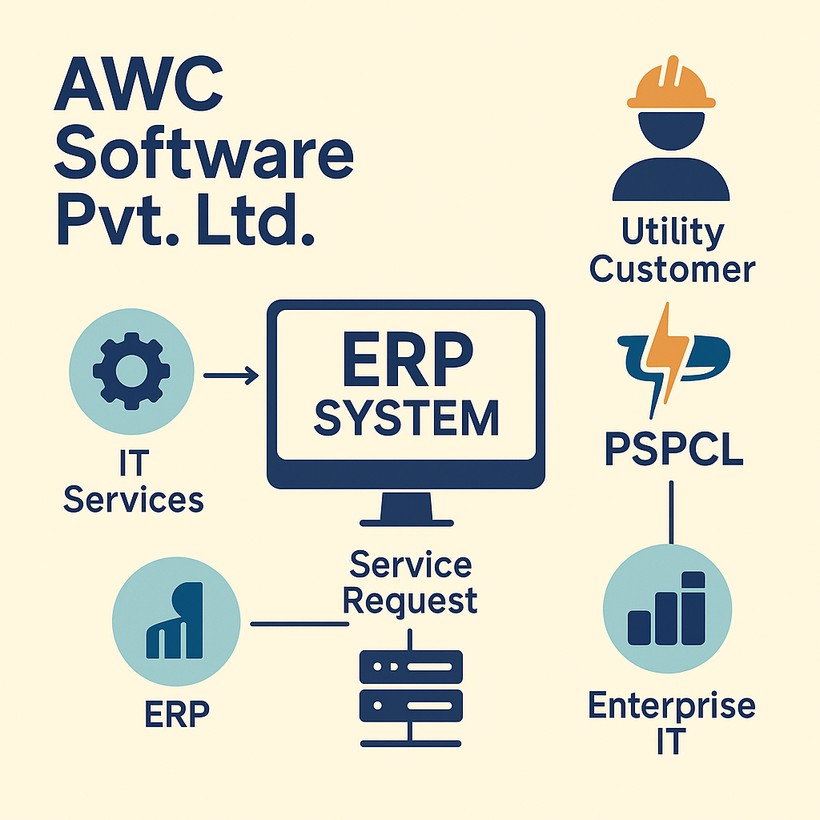 AWC
Software
Pvt. Ltd.
Utility
Customer
ERP
SYSTEM
IT
Services
PSPCL
Service
Request
ERP
Enterprise
IT